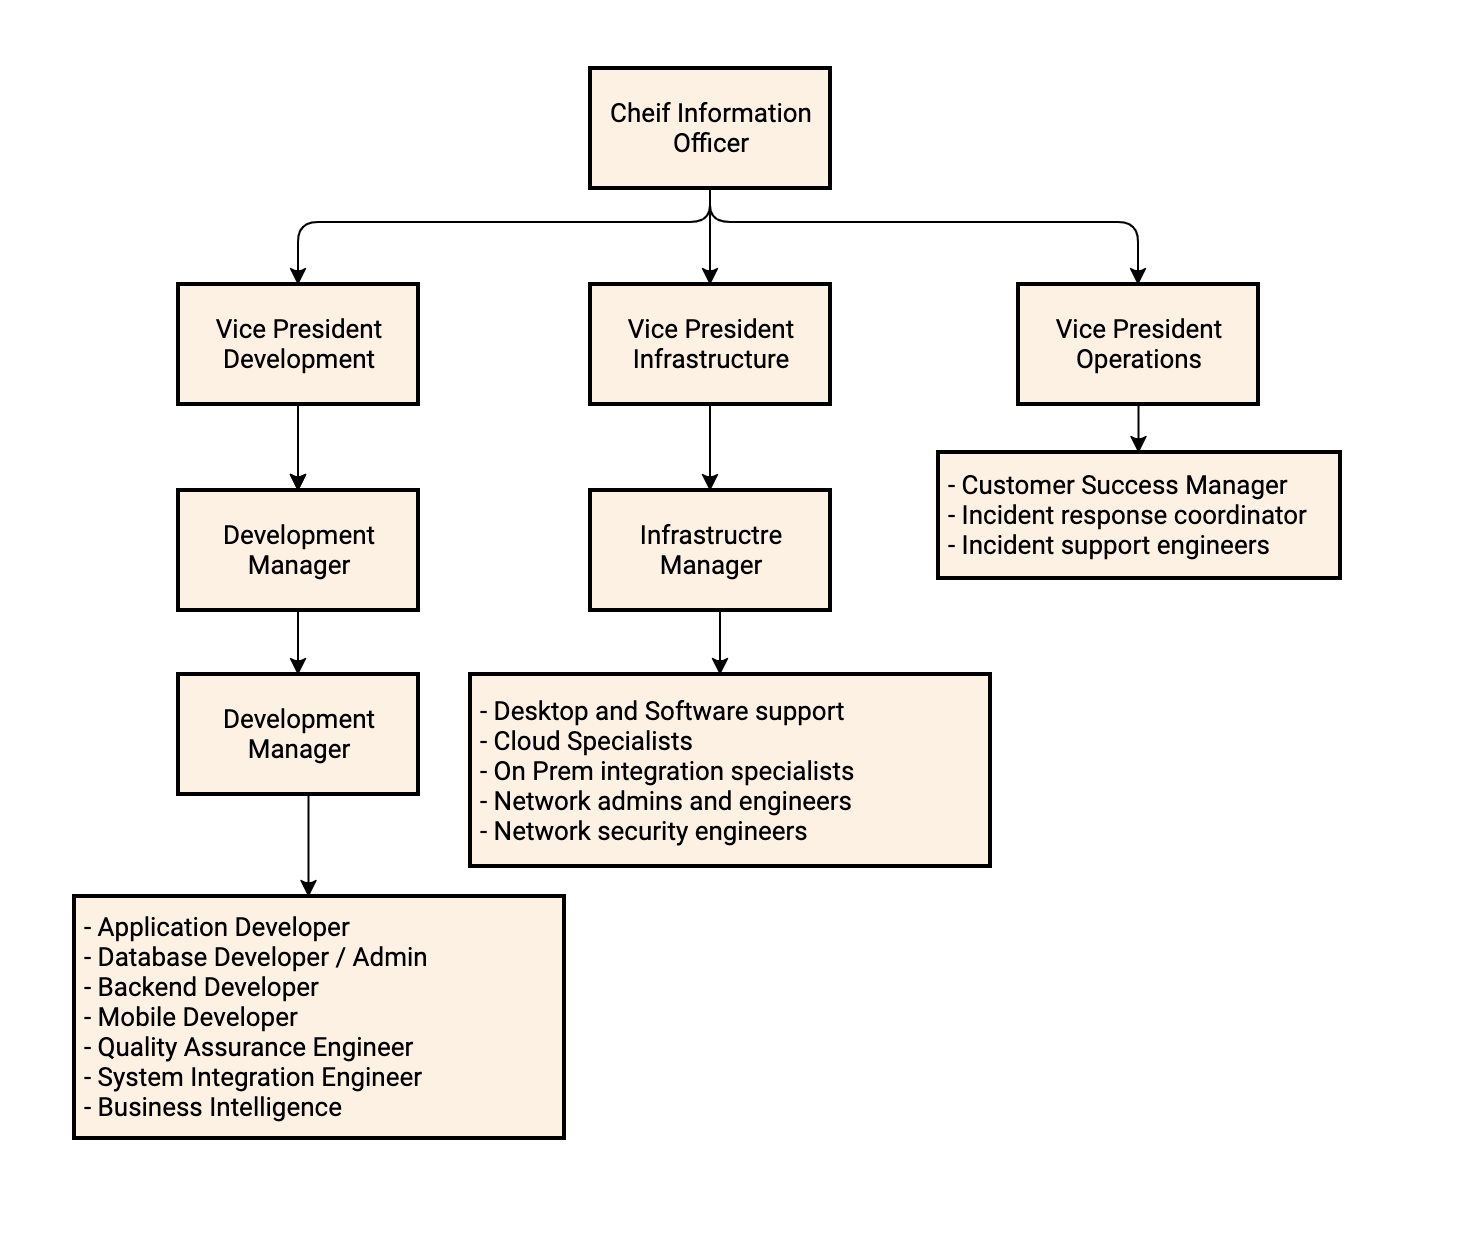 Cheif Information
Officer
Vice President
Development
Vice President
Infrastructure
Vice President
Operations
Development
Manager
Infrastructre
Manager
- Customer Success Manager
- Incident response coordinator
- Incident support engineers
Development
Manager
- Desktop and Software support
- Cloud Specialists
- On Prem integration specialists
- Network admins and engineers
- Network security engineers
- Application Developer
- Database Developer / Admin
- Backend Developer
- Mobile Developer
- Quality Assurance Engineer
- System Integration Engineer
- Business Intelligence